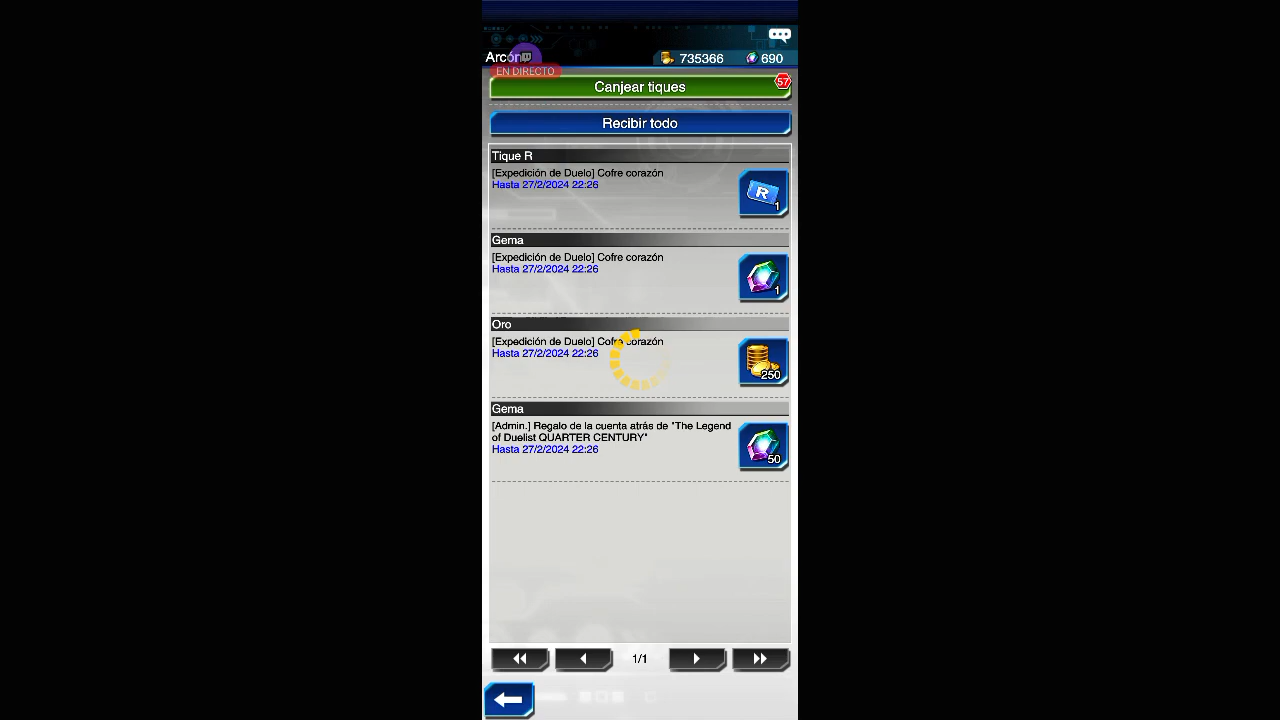 Arcón
735366
690
EN DIRECTO
Canjear tiques
57
Recibir todo
Tique R
[Expedición de Duelo] Cofre corazón
Hasta 27/2/2024 22:26
R
1
Gema
[Expedición de Duelo] Cofre corazón
Hasta 27/2/2024 22:26
1
Oro
[Expedición de Duelo] Cofre corazón
Hasta 27/2/2024 22:26
250
Gema
[Admin.] Regalo de la cuenta atrás de "The Legend
of Duelist QUARTER CENTURY"
Hasta 27/2/2024 22:26
50
1/1